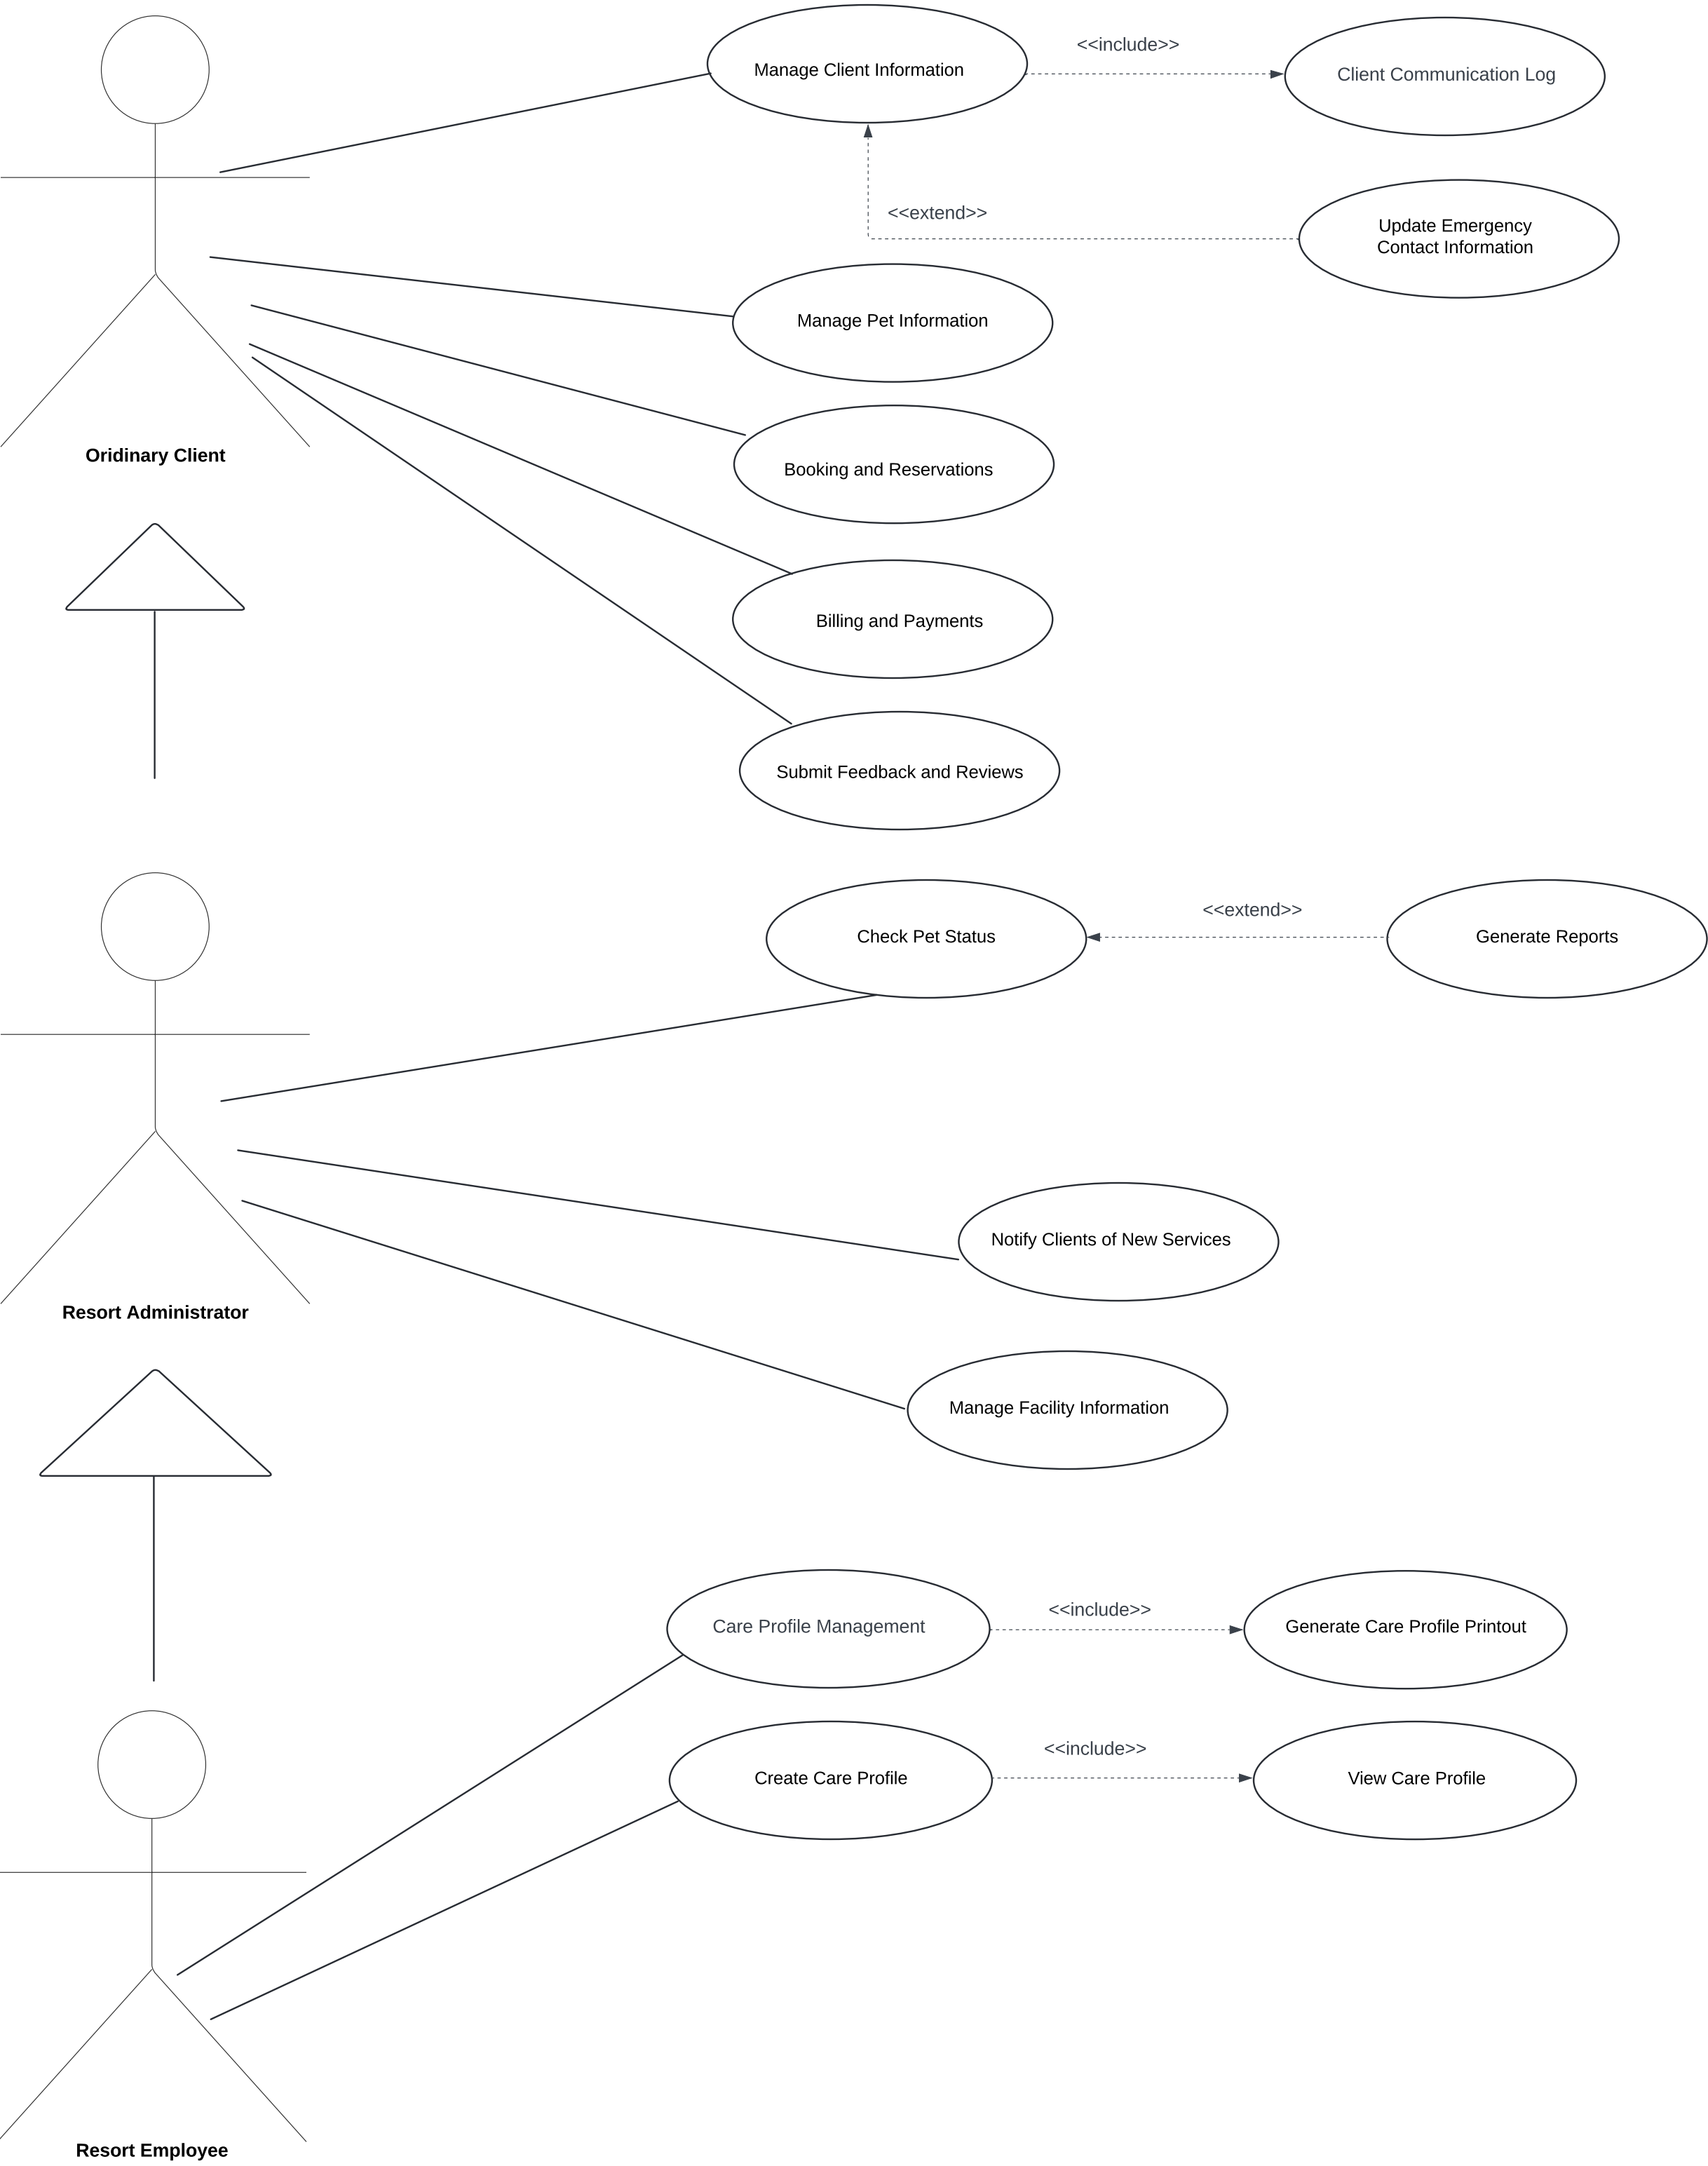 Manage Client Information
<<include>>
Client Communication Log
<<extend>>
Update Emergency
Contact Information
Manage Pet Information
Oridinary Client
Booking and Reservations
Billing and Payments
Submit Feedback and Reviews
Check Pet Status
<<extend>>
Generate Reports
Notify Clients of New Services
Resort Administrator
Manage Facility Information
Care Profile Management
<<include>>
Generate Care Profile Printout
Create Care Profile
<<include>>
View Care Profile
Resort Employee